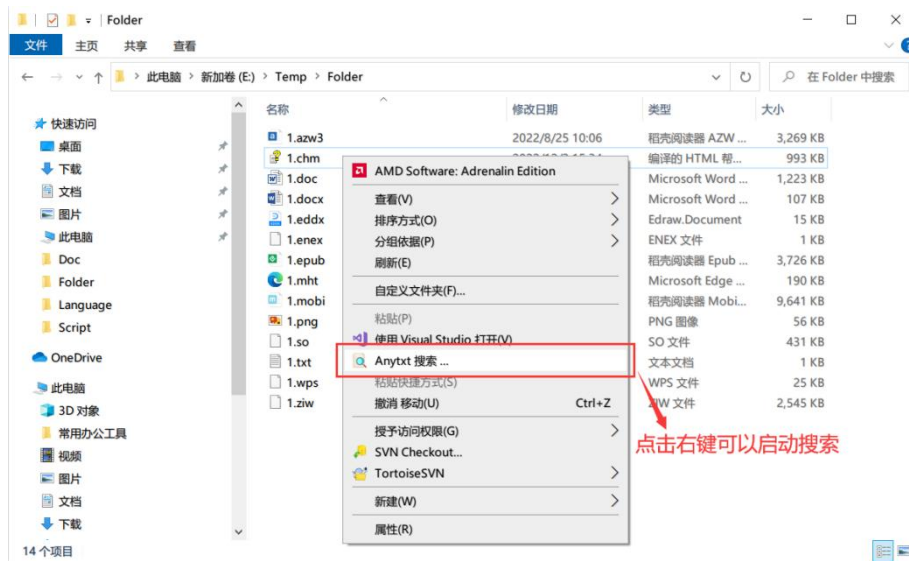 Folder
文件 主页 共享 查看
此电脑 > 新加卷 (E:) > Temp > Folder 在 Folder 中搜索
名称 修改日期 类型 大小
快速访问
桌面
下载
文档
图片
此电脑
Doc
Folder
Language
Script
OneDrive
此电脑
3D 对象
常用办公工具
视频
图片
文档
下载
1.azw3 2022/8/25 10:06 稻壳阅读器 AZW ... 3,269 KB
1.chm 编译的 HTML 帮... 993 KB
1.doc Microsoft Word ... 1,223 KB
1.docx Microsoft Word ... 107 KB
1.eddx Edraw.Document 15 KB
1.enex ENEX 文件 1 KB
1.epub 稻壳阅读器 Epub ... 3,726 KB
1.mht Microsoft Edge ... 190 KB
1.mobi 稻壳阅读器 Mobi... 9,641 KB
1.png PNG 图像 56 KB
1.so SO 文件 431 KB
1.txt 文本文档 1 KB
1.wps WPS 文件 25 KB
1.ziw ZIW 文件 2,545 KB
AMD Software: Adrenalin Edition
查看(V)
排序方式(O)
分组依据(P)
刷新(E)
自定义文件夹(F)...
粘贴(P)
使用 Visual Studio 打开(V)
Anytxt 搜索 ...
粘贴快捷方式(S)
撤消 移动(U) Ctrl+Z
授予访问权限(G)
SVN Checkout...
TortoiseSVN
新建(W)
属性(R)
点击右键可以启动搜索
14 个项目